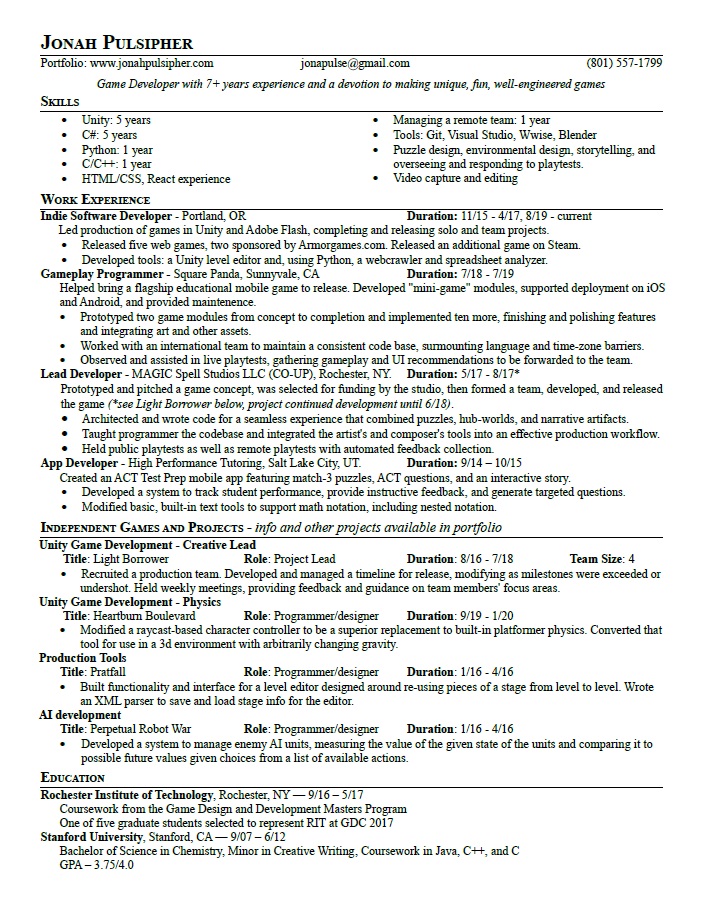 JONAH PULSIPHER
Portfolio: www.jonahpulsipher.com jonapulse@gmail.com (801) 557-1799
Game Developer with 7+ years experience and a devotion to making unique, fun, well-engineered games
SKILLS
• Unity: 5 years
• C#: 5 years
• Python: 1 year
• C/C++: 1 year
• HTML/CSS, React experience
• Managing a remote team: 1 year
• Tools: Git, Visual Studio, Wwise, Blender
• Puzzle design, environmental design, storytelling, and
overseeing and responding to playtests.
• Video capture and editing
WORK EXPERIENCE
Indie Software Developer - Portland, OR Duration: 11/15 - 4/17, 8/19 - current
Led production of games in Unity and Adobe Flash, completing and releasing solo and team projects.
• Released five web games, two sponsored by Armorgames.com. Released an additional game on Steam.
• Developed tools: a Unity level editor and, using Python, a webcrawler and spreadsheet analyzer.
Gameplay Programmer - Square Panda, Sunnyvale, CA Duration: 7/18 - 7/19
Helped bring a flagship educational mobile game to release. Developed "mini-game" modules, supported deployment on iOS
and Android, and provided maintenence.
• Prototyped two game modules from concept to completion and implemented ten more, finishing and polishing features
and integrating art and other assets.
• Worked with an international team to maintain a consistent code base, surmounting language and time-zone barriers.
• Observed and assisted in live playtests, gathering gameplay and UI recommendations to be forwarded to the team.
Lead Developer - MAGIC Spell Studios LLC (CO-UP), Rochester, NY. Duration: 5/17 - 8/17*
Prototyped and pitched a game concept, was selected for funding by the studio, then formed a team, developed, and released
the game (*see Light Borrower below, project continued development until 6/18).
• Architected and wrote code for a seamless experience that combined puzzles, hub-worlds, and narrative artifacts.
• Taught programmer the codebase and integrated the artist's and composer's tools into an effective production workflow.
• Held public playtests as well as remote playtests with automated feedback collection.
App Developer - High Performance Tutoring, Salt Lake City, UT. Duration: 9/14 – 10/15
Created an ACT Test Prep mobile app featuring match-3 puzzles, ACT questions, and an interactive story.
• Developed a system to track student performance, provide instructive feedback, and generate targeted questions.
• Modified basic, built-in text tools to support math notation, including nested notation.
INDEPENDENT GAMES AND PROJECTS - info and other projects available in portfolio
Unity Game Development - Creative Lead
Title: Light Borrower Role: Project Lead Duration: 8/16 - 7/18 Team Size: 4
• Recruited a production team. Developed and managed a timeline for release, modifying as milestones were exceeded or
undershot. Held weekly meetings, providing feedback and guidance on team members' focus areas.
Unity Game Development - Physics
Title: Heartburn Boulevard Role: Programmer/designer Duration: 9/19 - 1/20
• Modified a raycast-based character controller to be a superior replacement to built-in platformer physics. Converted that
tool for use in a 3d environment with arbitrarily changing gravity.
Production Tools
Title: Pratfall Role: Programmer/designer Duration: 1/16 - 4/16
• Built functionality and interface for a level editor designed around re-using pieces of a stage from level to level. Wrote
an XML parser to save and load stage info for the editor.
AI development
Title: Perpetual Robot War Role: Programmer/designer Duration: 1/16 - 4/16
• Developed a system to manage enemy AI units, measuring the value of the given state of the units and comparing it to
possible future values given choices from a list of available actions.
EDUCATION
Rochester Institute of Technology, Rochester, NY — 9/16 – 5/17
Coursework from the Game Design and Development Masters Program
One of five graduate students selected to represent RIT at GDC 2017
Stanford University, Stanford, CA — 9/07 – 6/12
Bachelor of Science in Chemistry, Minor in Creative Writing, Coursework in Java, C++, and C
GPA – 3.75/4.0